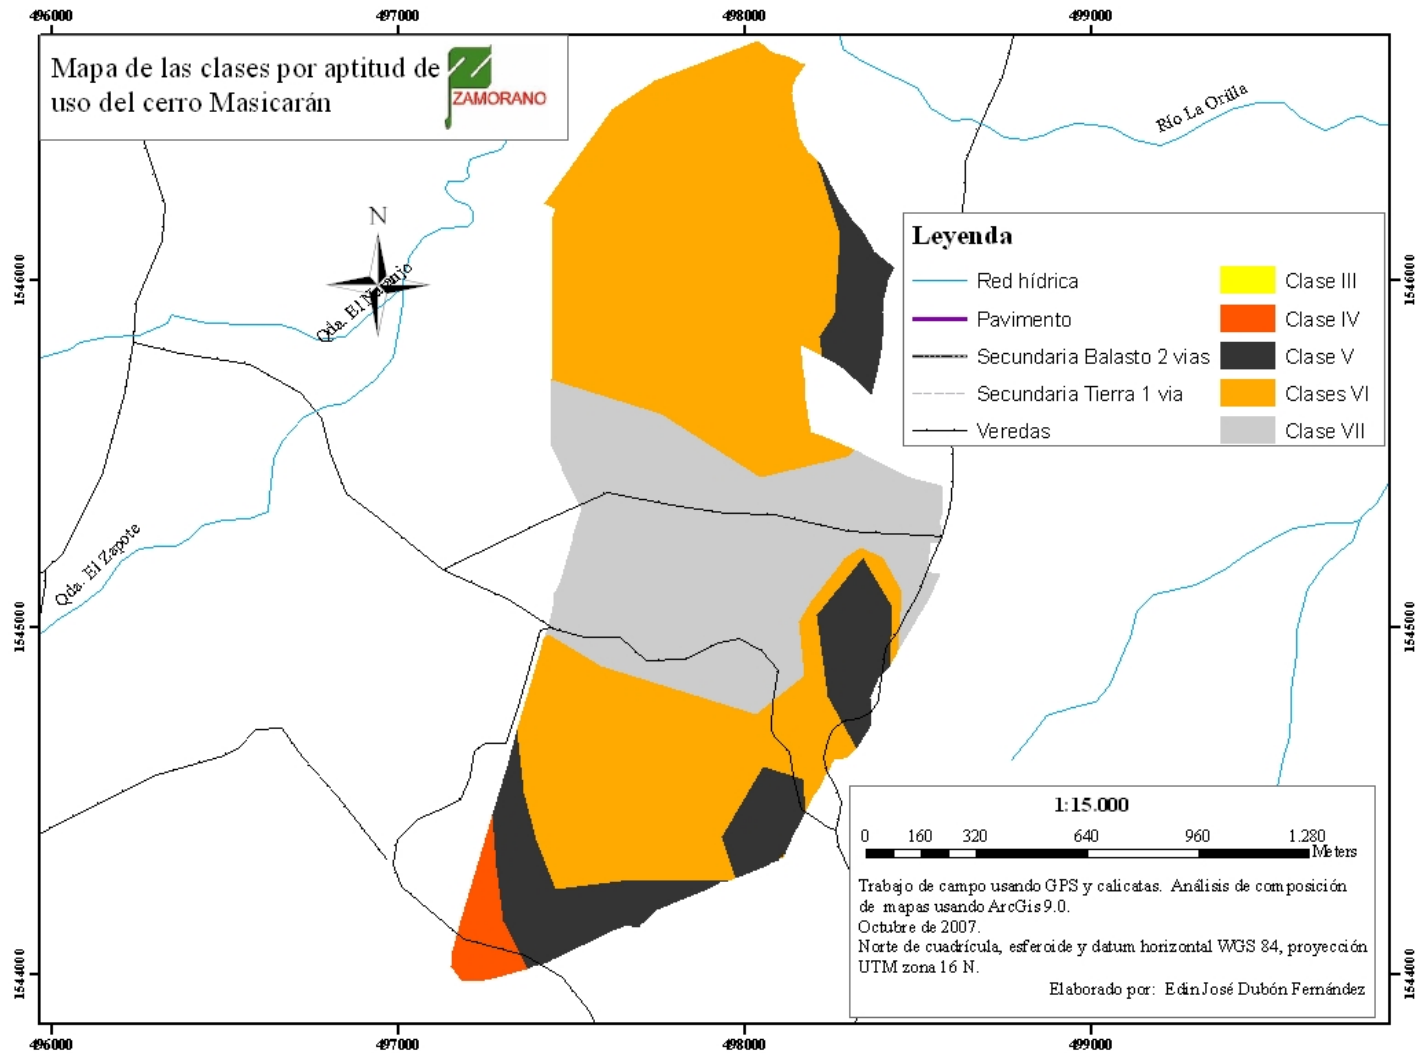 496000 497000 498000 499000
Mapa de las clases por aptitud de
uso del cerro Masicarán
ZAMORANO
Río La Orilla
N
Qda. El Naranjo
Qda. El Zapote
1546000
1545000
1544000
1546000
1545000
1544000
Leyenda
Red hídrica
Pavimento
Secundaria Balasto 2 vias
Secundaria Tierra 1 via
Veredas
Clase III
Clase IV
Clase V
Clases VI
Clase VII
1:15.000
0 160 320 640 960 1.280
Meters
Trabajo de campo usando GPS y calicatas. Análisis de composición
de mapas usando ArcGis 9.0.
Octubre de 2007.
Norte de cuadrícula, esferoide y datum horizontal WGS 84, proyección
UTM zona 16 N.
Elaborado por: Edin José Dubón Fernández
496000 497000 498000 499000